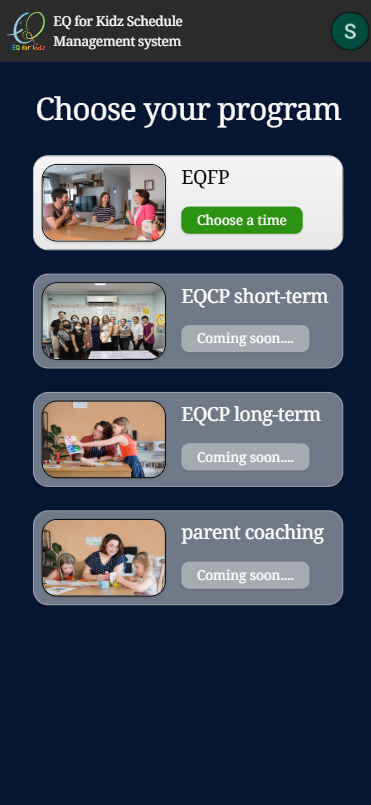 EQ for kidz
EQ for Kidz Schedule
Management system
S
Choose your program
EQFP
Choose a time
EQCP short-term
Coming soon....
EQCP long-term
Coming soon....
parent coaching
Coming soon....